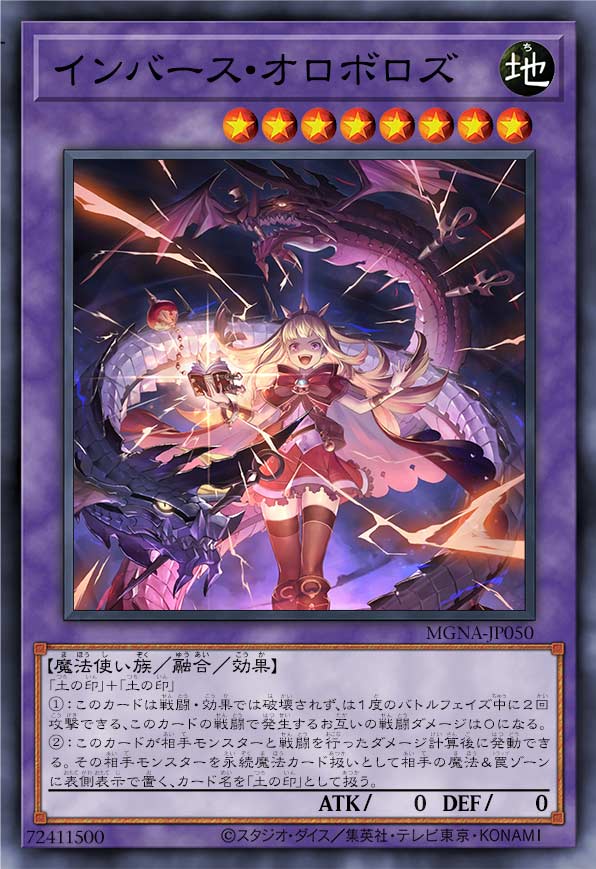 インバース・オロボロズ
地
MGNA-JP050
【魔法使い族／融合／効果】
「土の印」＋「土の印」
①：このカードは戦闘・効果では破壊されず、は１度のバトルフェイズ中に２回
攻撃できる、このカードの戦闘で発生するお互いの戦闘ダメージは〇になる。
②：このカードが相手モンスターと戦闘を行ったダメージ計算後に発動でき
る。その相手モンスターを永続魔法カード扱いとして相手の魔法＆罠ゾーン
に表側表示で置く、カード名を「土の印」として扱う。
ATK/ 0 DEF/ 0
72411500 ©スタジオ・ダイス／集英社・テレビ東京・KONAMI